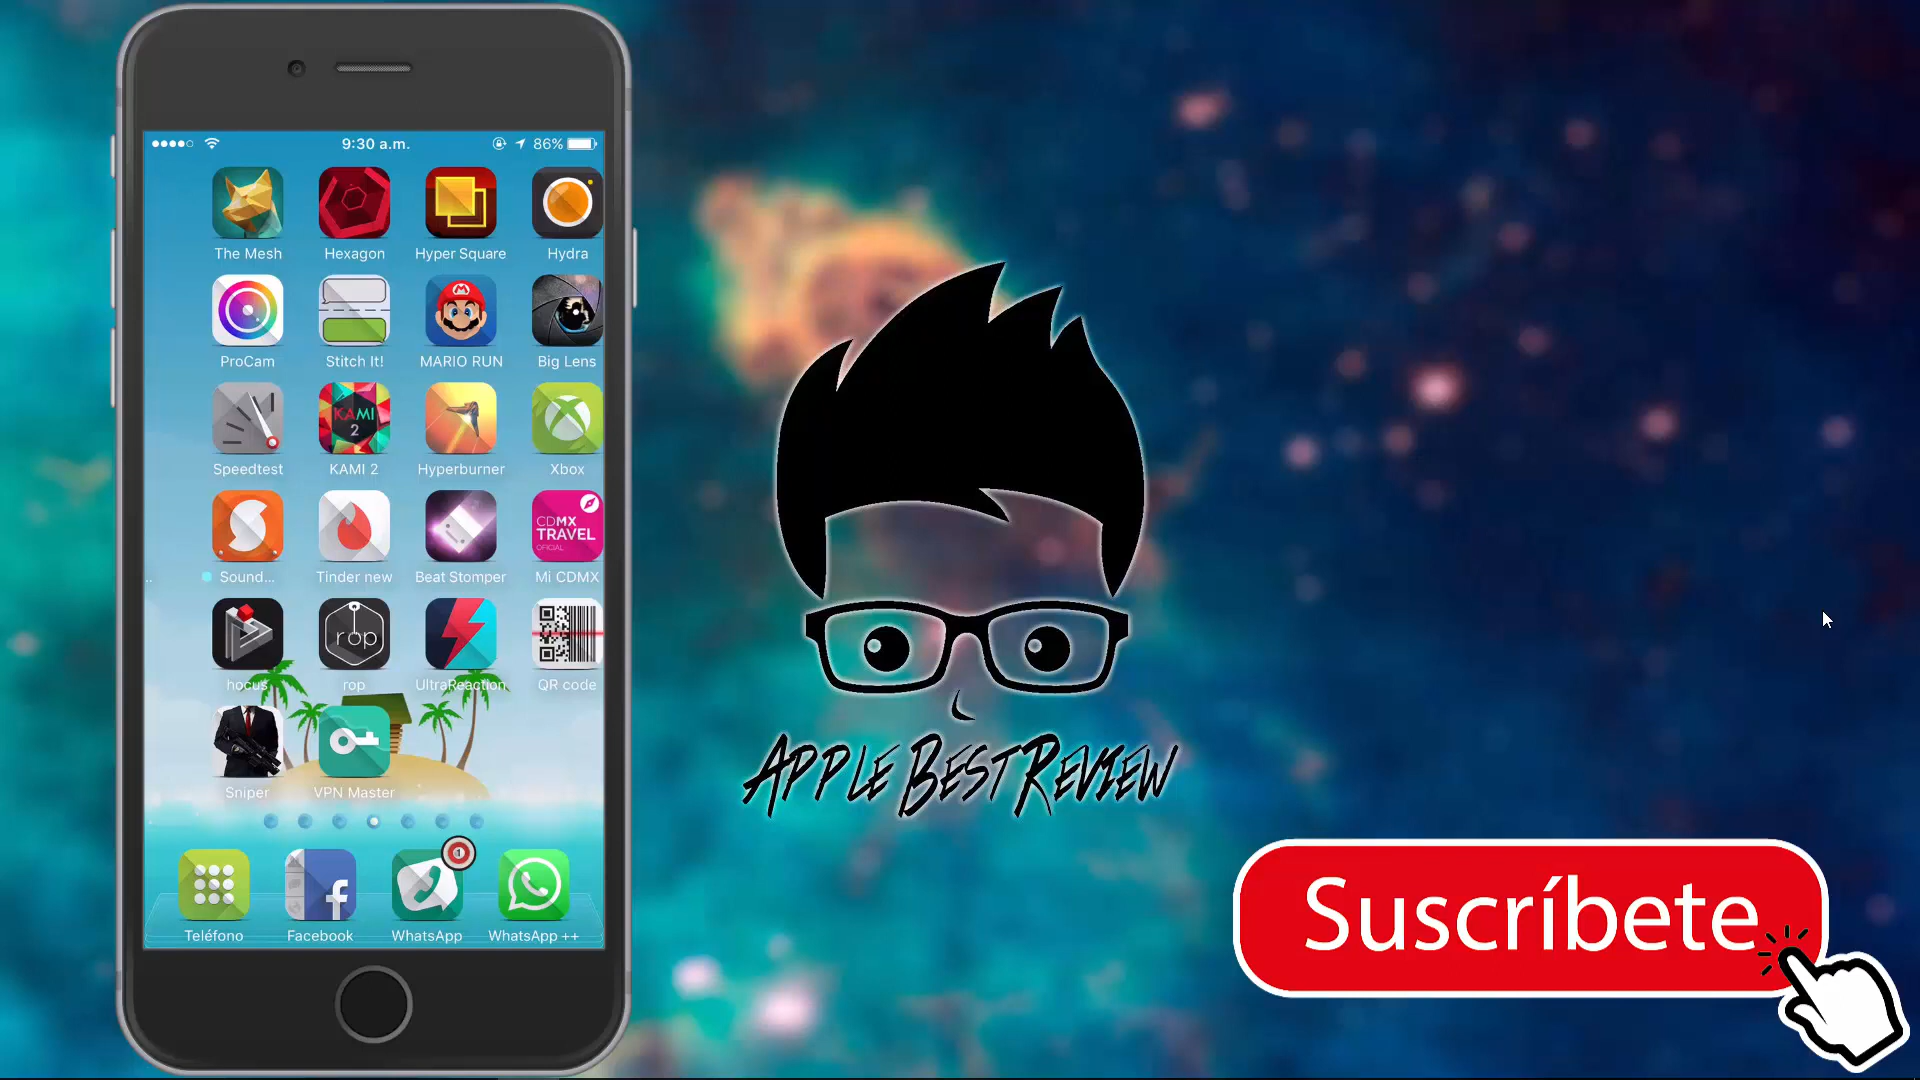 9:30 a.m.
86%
The Mesh
Hexagon
Hyper Square
Hydra
ProCam
Stitch It!
MARIO RUN
Big Lens
KAMI
2
Speedtest
KAMI 2
Hyperburner
Xbox
CDMX
TRAVEL
OFICIAL
..
Sound...
Tinder new
Beat Stomper
Mi CDMX
rop
hocus
rop
UltraReaction
QR code
Sniper
VPN Master
1
Teléfono
Facebook
WhatsApp
WhatsApp ++
APPLE BEST REVIEW
Suscríbete